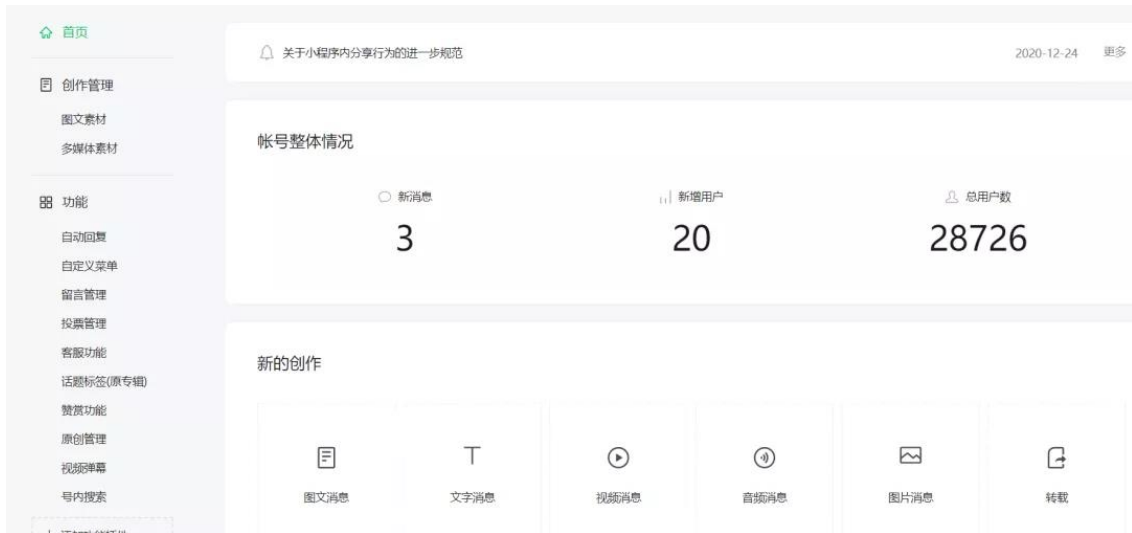 首页
创作管理
图文素材
多媒体素材
功能
自动回复
自定义菜单
留言管理
投票管理
客服功能
话题标签(原专辑)
赞赏功能
原创管理
视频弹幕
号内搜索
关于小程序内分享行为的进一步规范 2020-12-24 更多
帐号整体情况
新消息 新增用户 总用户数
3 20 28726
新的创作
图文消息 文字消息 视频消息 音频消息 图片消息 转载